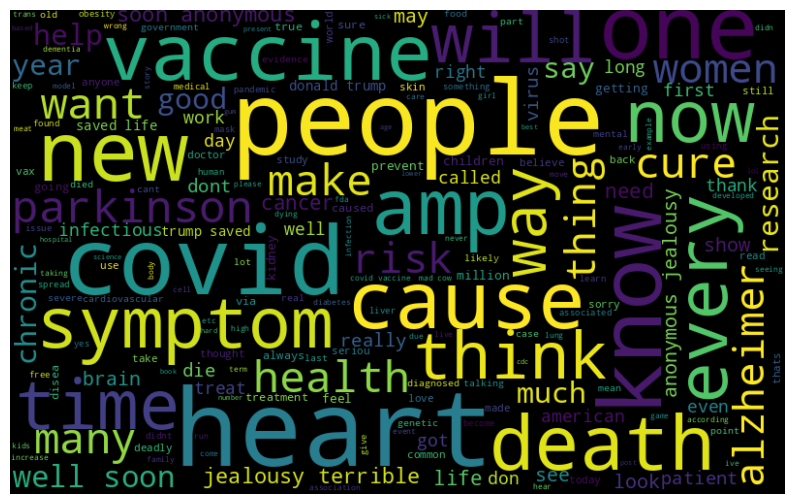 trans old obesity soon anonymous government world sick food part wrong didn
dementia vaccine true sure may will one
help anyone evidence based present shot
year keep story medical donald trump right say long women
model pandemic skin virus something girl getting first still
want good people care new now
meat found saved life work gun mask best mental early example using
vax day doctor study children believe back cure
going human prevent move
issue died cant please make called way thing need thank developed
parkinson dont cancer caused fda age lower research
hospital infectious trump saved well dying amp never likely know every show
science kidney infection risk read seeing
taking use lot million learn jealousy
spread body covid covid vaccine mad cow sorry anonymous
chronic severe cardiovascular via real diabetes associated
cell liver cause
symptom etc hard high due live case lung
yes really think cdc mean thats
disea take thought always last seriou alzheimer
free book term health diagnosed talking much even
brain die treat treatment feel love genetic made american game according
time number heart common got become point
many didnt deadly true give event death today post ive
kids increase family come hear
well soon jealousy terrible life don see look patient
association